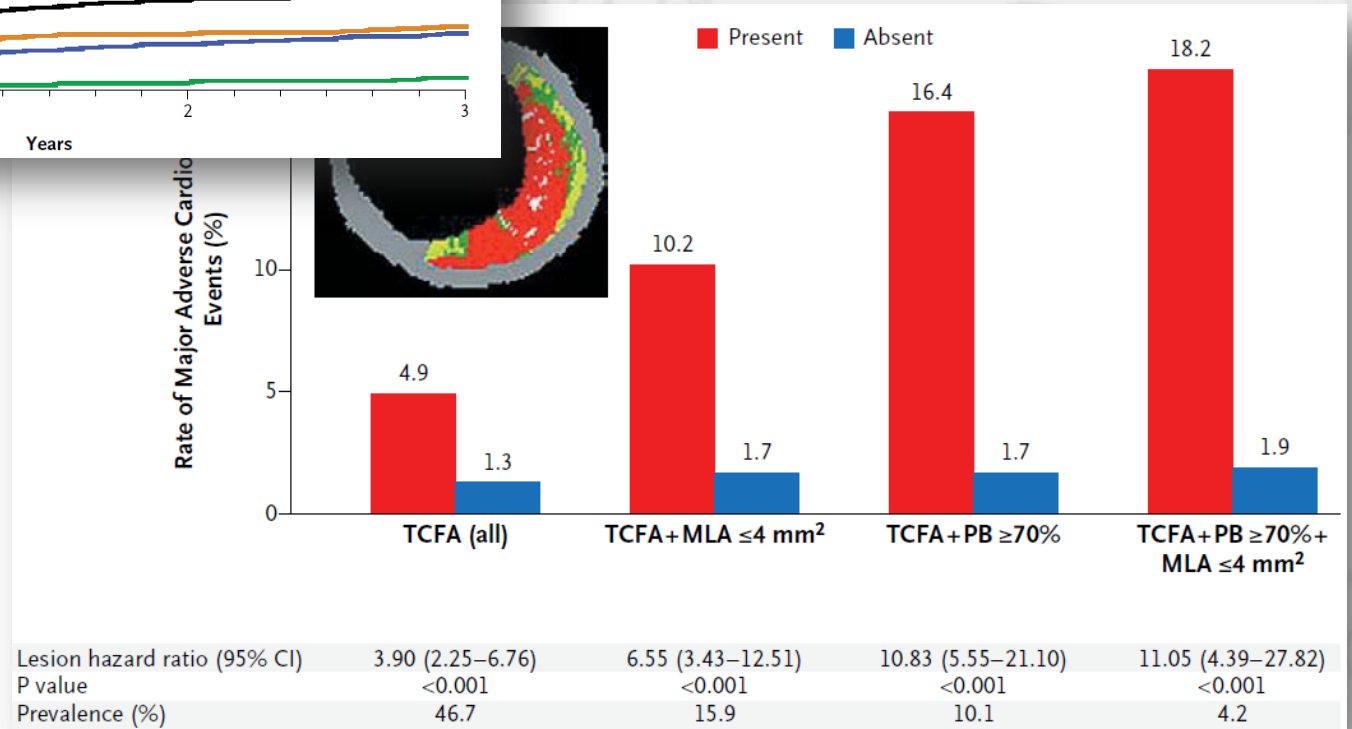 2
3
Years
Present
Absent
18.2
16.4
10.2
4.9
1.3
1.7
1.7
1.9
Rate of Major Adverse
Events (%)
10
5
0
TCFA (all)
TCFA+MLA ≤4 mm²
TCFA+PB ≥70%
TCFA+PB ≥70%+
MLA ≤4 mm²
Lesion hazard ratio (95% CI) 3.90 (2.25–6.76) 6.55 (3.43–12.51) 10.83 (5.55–21.10) 11.05 (4.39–27.82)
P value <0.001 <0.001 <0.001 <0.001
Prevalence (%) 46.7 15.9 10.1 4.2